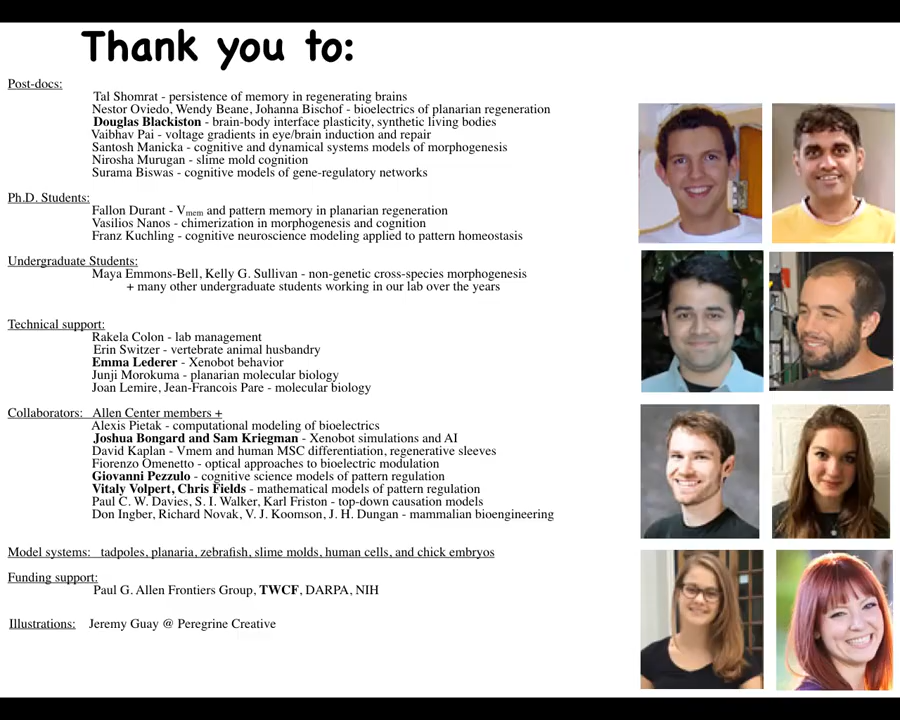 Thank you to:
Post-docs:
Tal Shomrat - persistence of memory in regenerating brains
Nestor Oviedo, Wendy Beane, Johanna Bischof - bioelectrics of planarian regeneration
Douglas Blackiston - brain-body interface plasticity, synthetic living bodies
Vaibhav Pai - voltage gradients in eye/brain induction and repair
Santosh Manicka - cognitive and dynamical systems models of morphogenesis
Nirosha Murugan - slime mold cognition
Surama Biswas - cognitive models of gene-regulatory networks
Ph.D. Students:
Fallon Durant - Vmem and pattern memory in planarian regeneration
Vasilios Nanos - chimerization in morphogenesis and cognition
Franz Kuchling - cognitive neuroscience modeling applied to pattern homeostasis
Undergraduate Students:
Maya Emmons-Bell, Kelly G. Sullivan - non-genetic cross-species morphogenesis
+ many other undergraduate students working in our lab over the years
Technical support:
Rakela Colon - lab management
Erin Switzer - vertebrate animal husbandry
Emma Lederer - Xenobot behavior
Junji Morokuma - planarian molecular biology
Joan Lemire, Jean-Francois Pare - molecular biology
Collaborators: Allen Center members +
Alexis Pietak - computational modeling of bioelectrics
Joshua Bongard and Sam Kriegman - Xenobot simulations and AI
David Kaplan - Vmem and human MSC differentiation, regenerative sleeves
Fiorenzo Omenetto - optical approaches to bioelectric modulation
Giovanni Pezzulo - cognitive science models of pattern regulation
Vitaly Volpert, Chris Fields - mathematical models of pattern regulation
Paul C. W. Davies, S. I. Walker, Karl Friston - top-down causation models
Don Ingber, Richard Novak, V. J. Koomson, J. H. Dungan - mammalian bioengineering
Model systems: tadpoles, planaria, zebrafish, slime molds, human cells, and chick embryos
Funding support:
Paul G. Allen Frontiers Group, TWCF, DARPA, NIH
Illustrations: Jeremy Guay @ Peregrine Creative